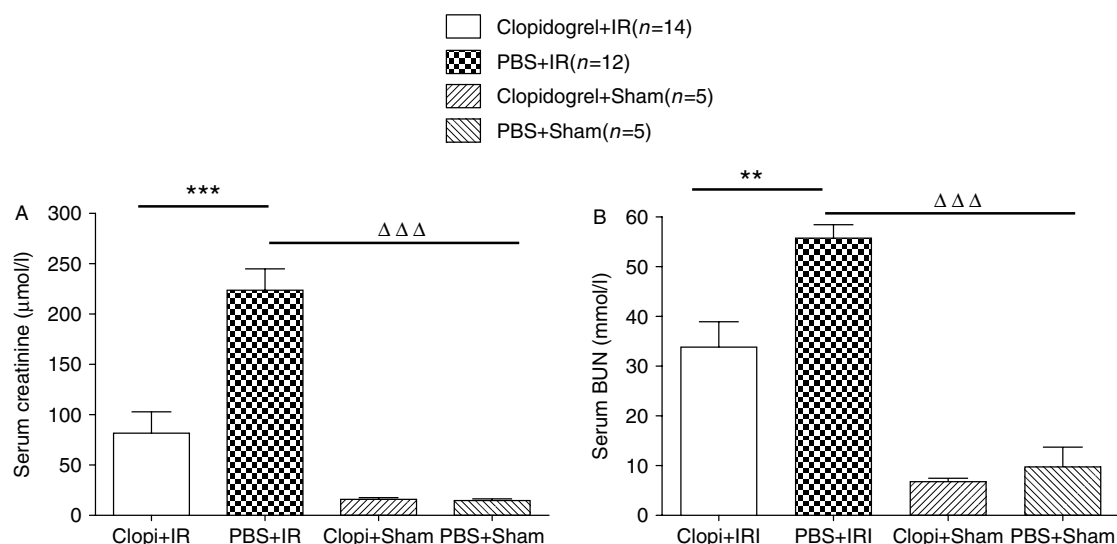 Clopidogrel+IR(n=14)
PBS+IR(n=12)
Clopidogrel+Sham(n=5)
PBS+Sham(n=5)
A
***
Δ Δ Δ
Serum creatinine (μmol/l)
300
250
200
150
100
50
0
Clopi+IR PBS+IR Clopi+Sham PBS+Sham
B
**
Δ Δ Δ
Serum BUN (mmol/l)
60
50
40
30
20
10
0
Clopi+IRI PBS+IRI Clopi+Sham PBS+Sham